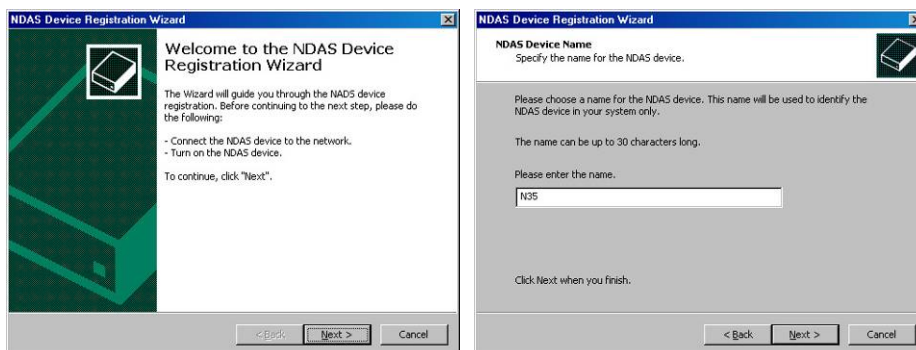 NDAS Device Registration Wizard
Welcome to the NDAS Device
Registration Wizard
The Wizard will guide you through the NADS device
registration. Before continuing to the next step, please do
the following:
- Connect the NDAS device to the network.
- Turn on the NDAS device.
To continue, click "Next".
< Back
Next >
Cancel
NDAS Device Registration Wizard
NDAS Device Name
Specify the name for the NDAS device.
Please choose a name for the NDAS device. This name will be used to identify the
NDAS device in your system only.
The name can be up to 30 characters long.
Please enter the name.
N35
Click Next when you finish.
< Back
Next >
Cancel